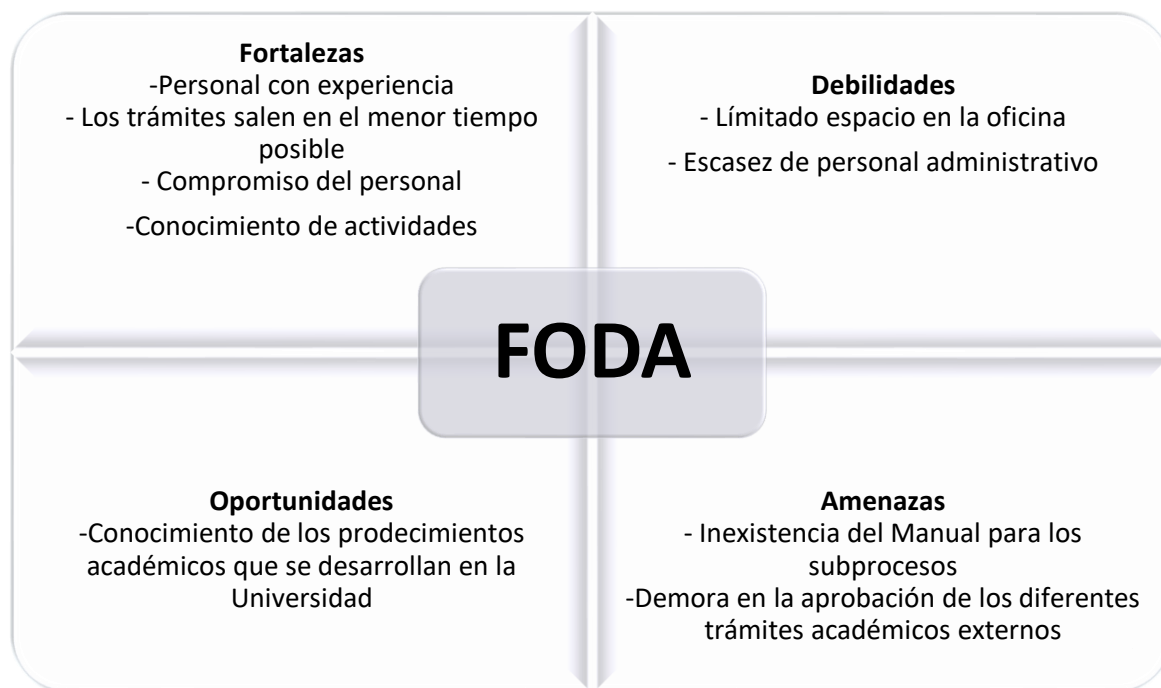 Fortalezas
-Personal con experiencia
- Los trámites salen en el menor tiempo
posible
- Compromiso del personal
-Conocimiento de actividades
Debilidades
- Límitado espacio en la oficina
- Escasez de personal administrativo
FODA
Oportunidades
-Conocimiento de los prodecimientos
académicos que se desarrollan en la
Universidad
Amenazas
- Inexistencia del Manual para los
subprocesos
-Demora en la aprobación de los diferentes
trámites académicos externos